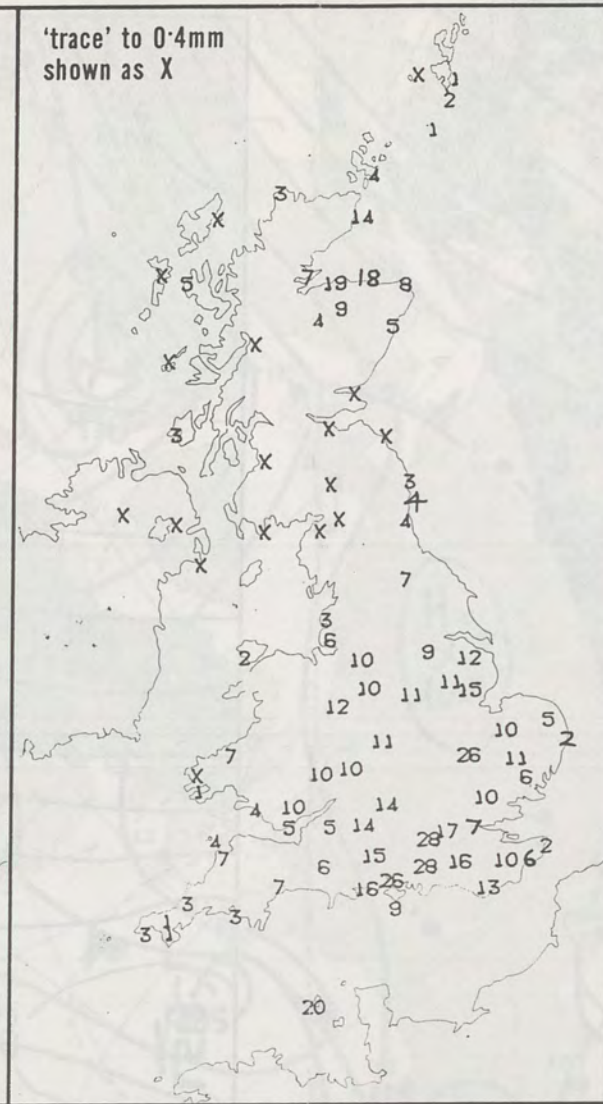 'trace' to 0·4mm
shown as X
X 1
2
1
4
3
14
X
X 5 7 19 18 8
9
4 5
X
X
X
X X
3
X
X 3
4
X X 4
X X X
X
7
3
6
2 10 9 12
10 11 11 15
12
5
10 2
11 26 11
7
X 10 10 6
1
4 10 14 10
5 5 14 17 7
4 28 2
7 15 28 16 10 6
6
7 16 26 13
3 3 9
3 1
1
20